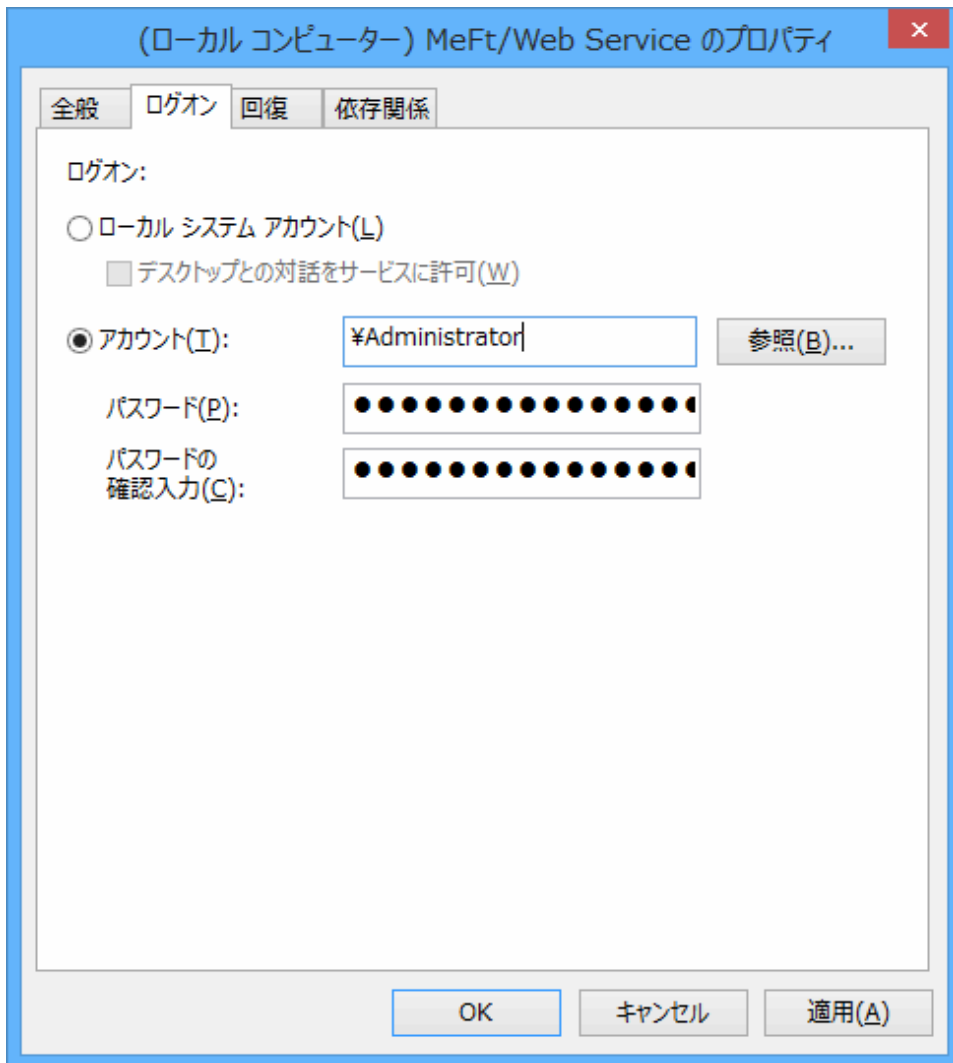 (ローカル コンピューター) MeFt/Web Service のプロパティ
全般 ログオン 回復 依存関係
ログオン:
ローカル システム アカウント(L)
デスクトップとの対話をサービスに許可(W)
アカウント(T): ¥Administrator 参照(B)...
パスワード(P): ●●●●●●●●●●●●●●●
パスワードの
確認入力(C): ●●●●●●●●●●●●●●●
OK キャンセル 適用(A)